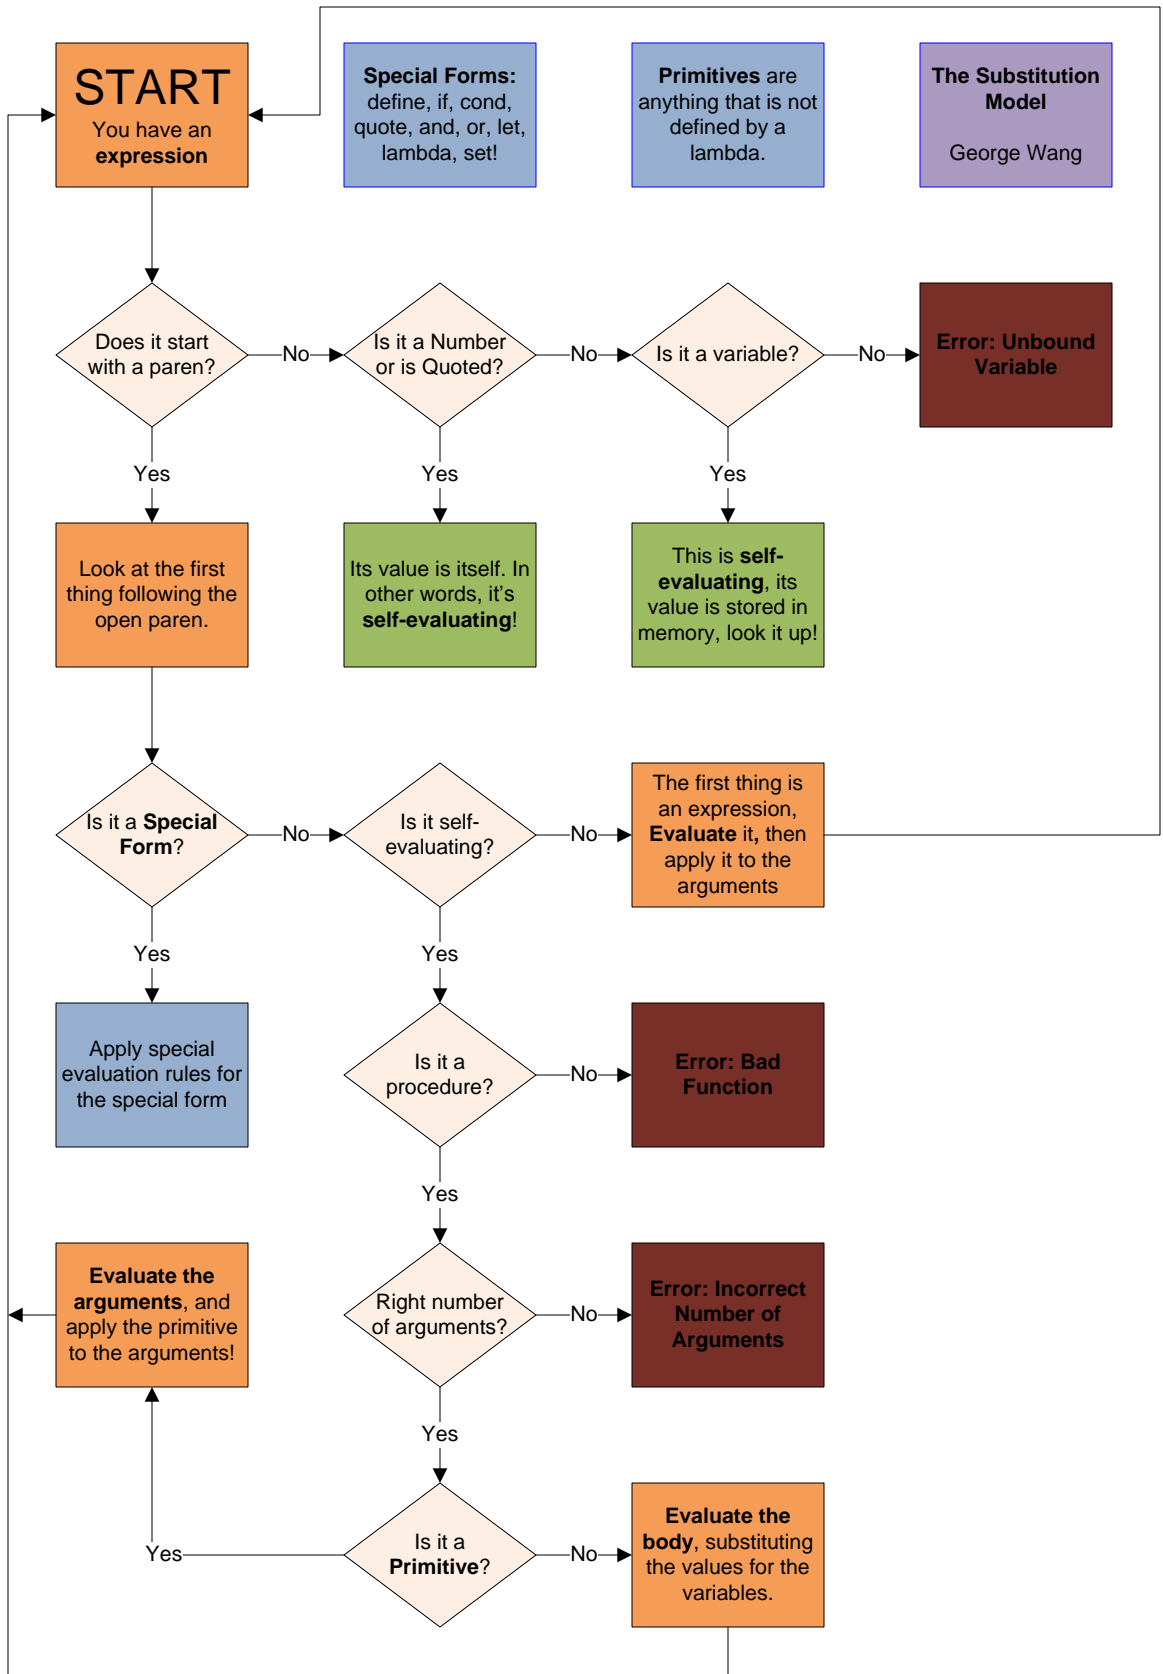 START
You have an
expression
Special Forms:
define, if, cond,
quote, and, or, let,
lambda, set!
Primitives are
anything that is not
defined by a
lambda.
The Substitution
Model
George Wang
Does it start
with a paren?
No
Is it a Number
or is Quoted?
No
Is it a variable?
No
Error: Unbound
Variable
Yes
Yes
Yes
Look at the first
thing following the
open paren.
Its value is itself. In
other words, it's
self-evaluating!
This is self-
evaluating, its
value is stored in
memory, look it up!
Is it a Special
Form?
No
Is it self-
evaluating?
No
The first thing is
an expression,
Evaluate it, then
apply it to the
arguments
Yes
Yes
Apply special
evaluation rules for
the special form
Is it a
procedure?
No
Error: Bad
Function
Yes
Evaluate the
arguments, and
apply the primitive
to the arguments!
Right number
of arguments?
No
Error: Incorrect
Number of
Arguments
Yes
Yes
Is it a
Primitive?
No
Evaluate the
body, substituting
the values for the
variables.